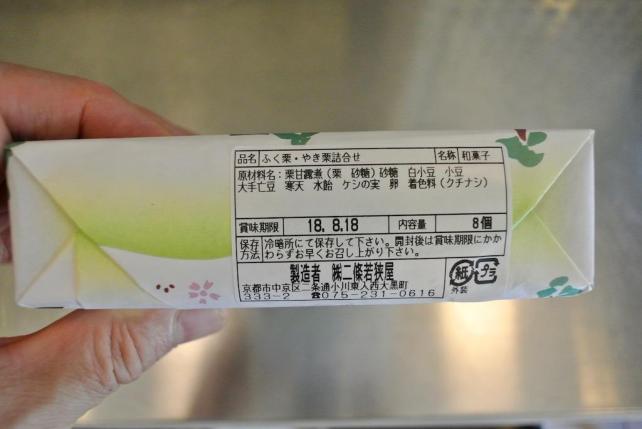 品名 ふく栗・やき栗詰合せ 名称 和菓子
原材料名：栗甘露煮（栗 砂糖）砂糖 白小豆 小豆
大手亡豆 寒天 水飴 ケシの実 卵 着色料（クチナシ）
賞味期限 18.8.18 内容量 8個
保存方法 冷暗所にて保存して下さい。開封後は賞味期限にかか
わらずお早くお召し上がり下さい。
製造者 ㈱二條若狭屋
京都市中京区二条通小川東入西大黒町
333-2 ☎075-231-0616
紙 プラ
外装